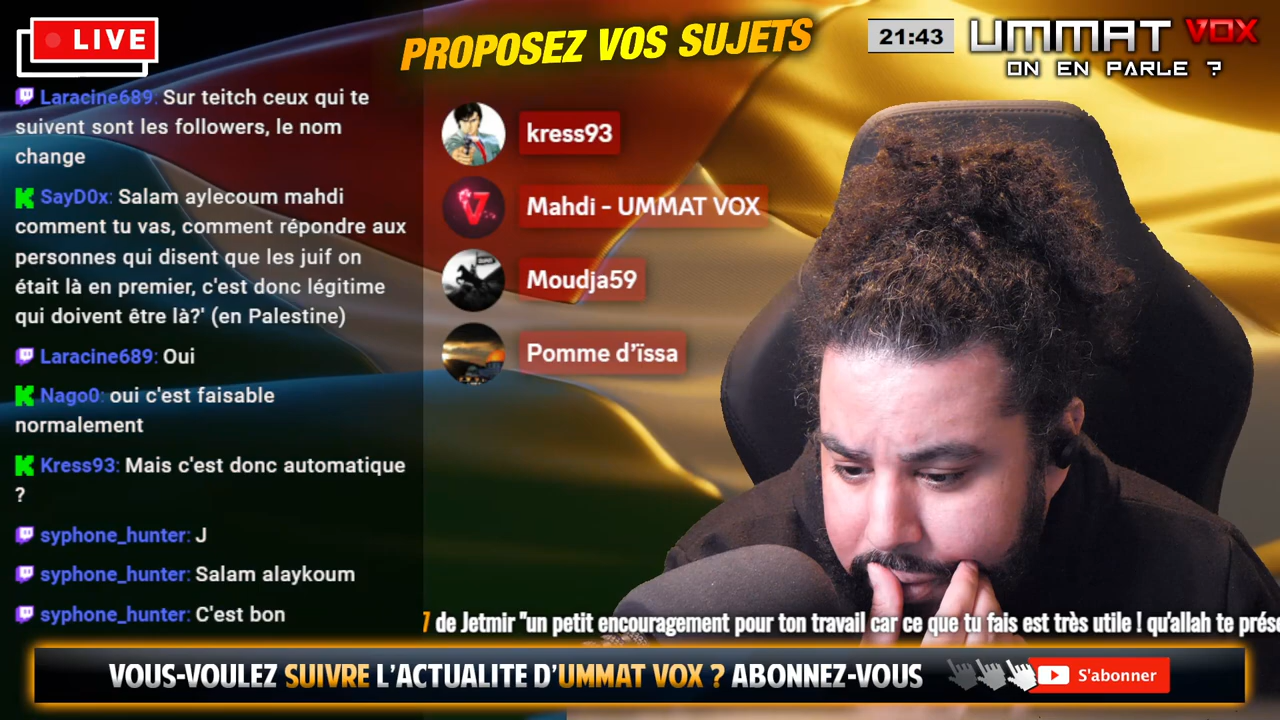 LIVE
PROPOSEZ VOS SUJETS
21:43
UMMAT VOX
ON EN PARLE ?
Laracine689: Sur teitch ceux qui te
suivent sont les followers, le nom
change
SayD0x: Salam aylecoum mahdi
comment tu vas, comment répondre aux
personnes qui disent que les juif on
était là en premier, c'est donc légitime
qui doivent être là?' (en Palestine)
Laracine689: Oui
Nago0: oui c'est faisable
normalement
Kress93: Mais c'est donc automatique
?
syphone_hunter: J
syphone_hunter: Salam alaykoum
syphone_hunter: C'est bon
kress93
Mahdi - UMMAT VOX
Moudja59
Pomme d'ïssa
de Jetmir "un petit encouragement pour ton travail car ce que tu fais est très utile ! qu'allah te prése
VOUS-VOULEZ SUIVRE L'ACTUALITE D'UMMAT VOX ? ABONNEZ-VOUS
S'abonner